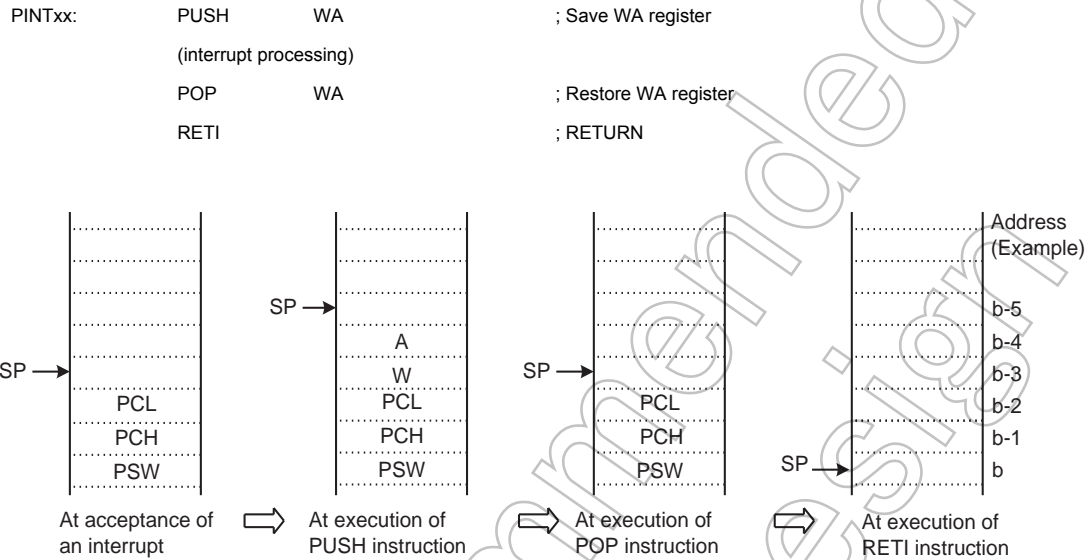 PINTxx: PUSH WA ; Save WA register
(interrupt processing)
POP WA ; Restore WA register
RETI ; RETURN
Address
(Example)
SP
b-5
A
b-4
SP
W
SP
b-3
PCL
PCL
PCL
b-2
PCH
PCH
PCH
b-1
PSW
PSW
PSW
SP
b
At acceptance of
an interrupt
At execution of
PUSH instruction
At execution of
POP instruction
At execution of
RETI instruction